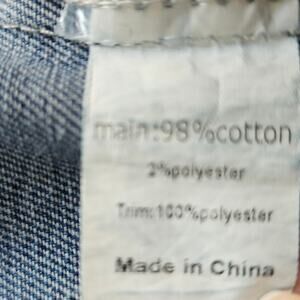 main:98%cotton
2%polyester
Trim:100%polyester
Made in China